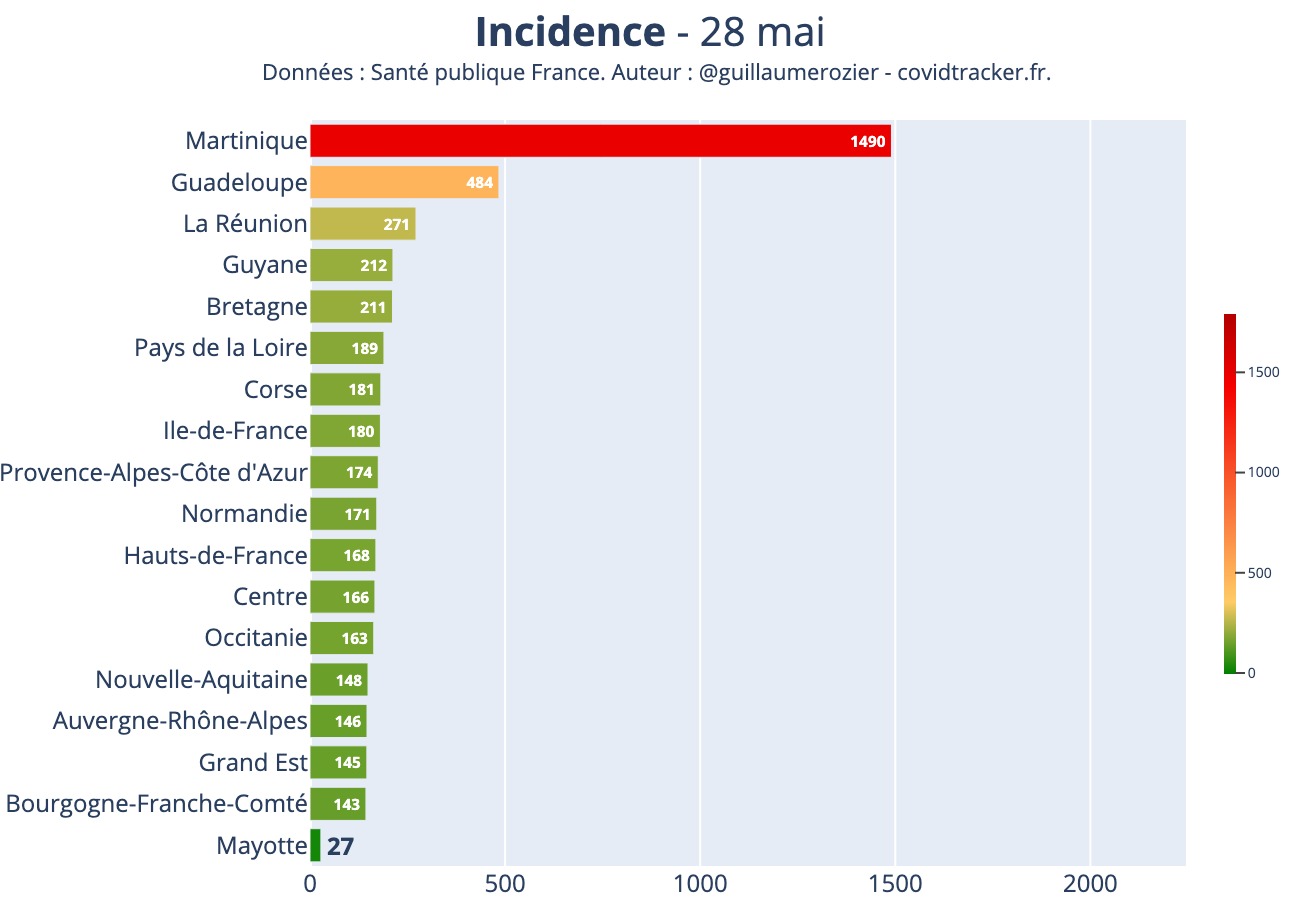 Incidence - 28 mai
Données : Santé publique France. Auteur : @guillaumerozier - covidtracker.fr.
Martinique 1490
Guadeloupe 484
La Réunion 271
Guyane 212
Bretagne 211
Pays de la Loire 189
Corse 181
Ile-de-France 180
Provence-Alpes-Côte d'Azur 174
Normandie 171
Hauts-de-France 168
Centre 166
Occitanie 163
Nouvelle-Aquitaine 148
Auvergne-Rhône-Alpes 146
Grand Est 145
Bourgogne-Franche-Comté 143
Mayotte 27
0 500 1000 1500 2000
1500
1000
500
0